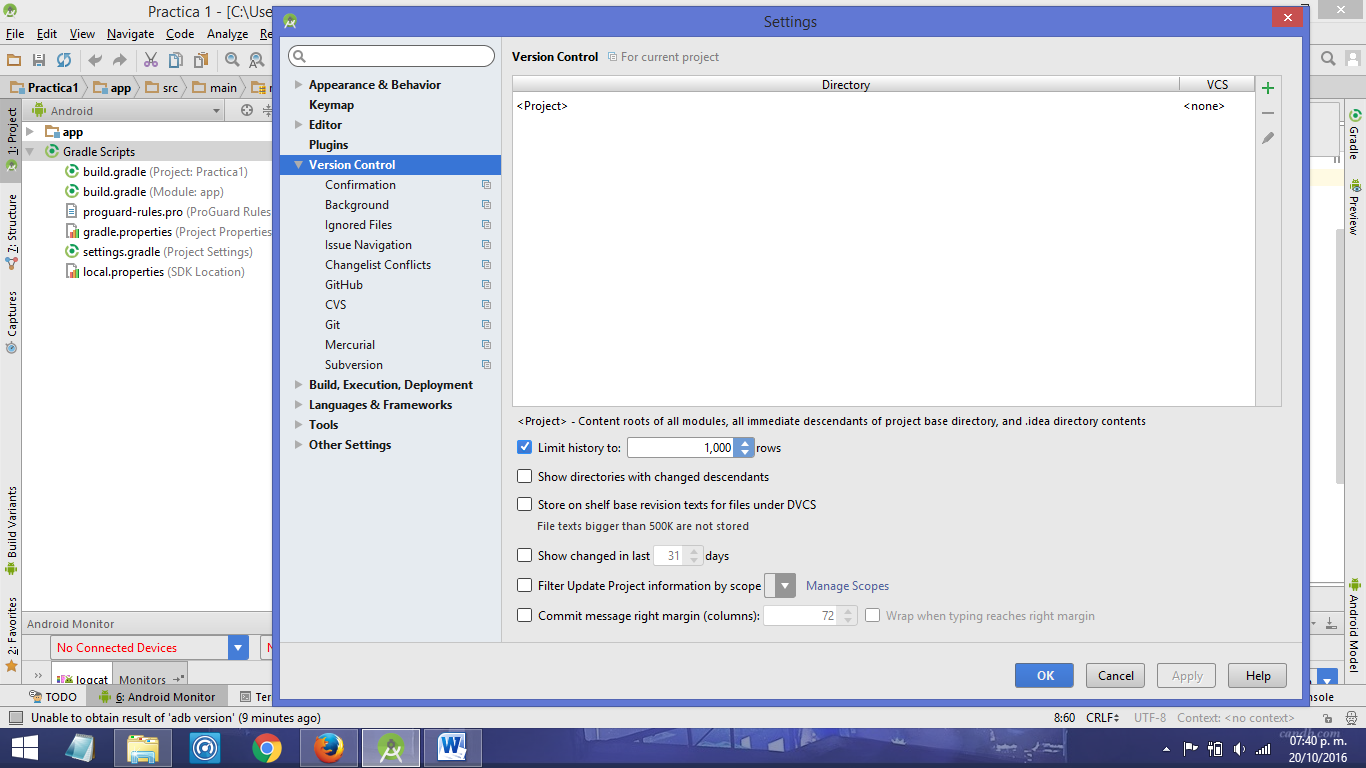 Practica 1 - [C:\Use
Settings
File Edit View Navigate Code Analyze Re
Practica1 app src main
Android
app
Gradle Scripts
build.gradle (Project: Practica1)
build.gradle (Module: app)
proguard-rules.pro (ProGuard Rules
gradle.properties (Project Properties
settings.gradle (Project Settings)
local.properties (SDK Location)
1: Project
7: Structure
Captures
Build Variants
2: Favorites
Appearance & Behavior
Keymap
Editor
Plugins
Version Control
Confirmation
Background
Ignored Files
Issue Navigation
Changelist Conflicts
GitHub
CVS
Git
Mercurial
Subversion
Build, Execution, Deployment
Languages & Frameworks
Tools
Other Settings
Version Control For current project
Directory VCS
<Project> <none>
<Project> - Content roots of all modules, all immediate descendants of project base directory, and .idea directory contents
Limit history to: 1,000 rows
Show directories with changed descendants
Store on shelf base revision texts for files under DVCS
File texts bigger than 500K are not stored
Show changed in last 31 days
Filter Update Project information by scope Manage Scopes
Commit message right margin (columns): 72 Wrap when typing reaches right margin
OK Cancel Apply Help
Gradle
Preview
Android Model
Android Monitor
No Connected Devices
logcat Monitors
TODO 6: Android Monitor Ter
nsole
Unable to obtain result of 'adb version' (9 minutes ago) 8:60 CRLF UTF-8 Context: <no context>
candh.com
07:40 p. m.
20/10/2016